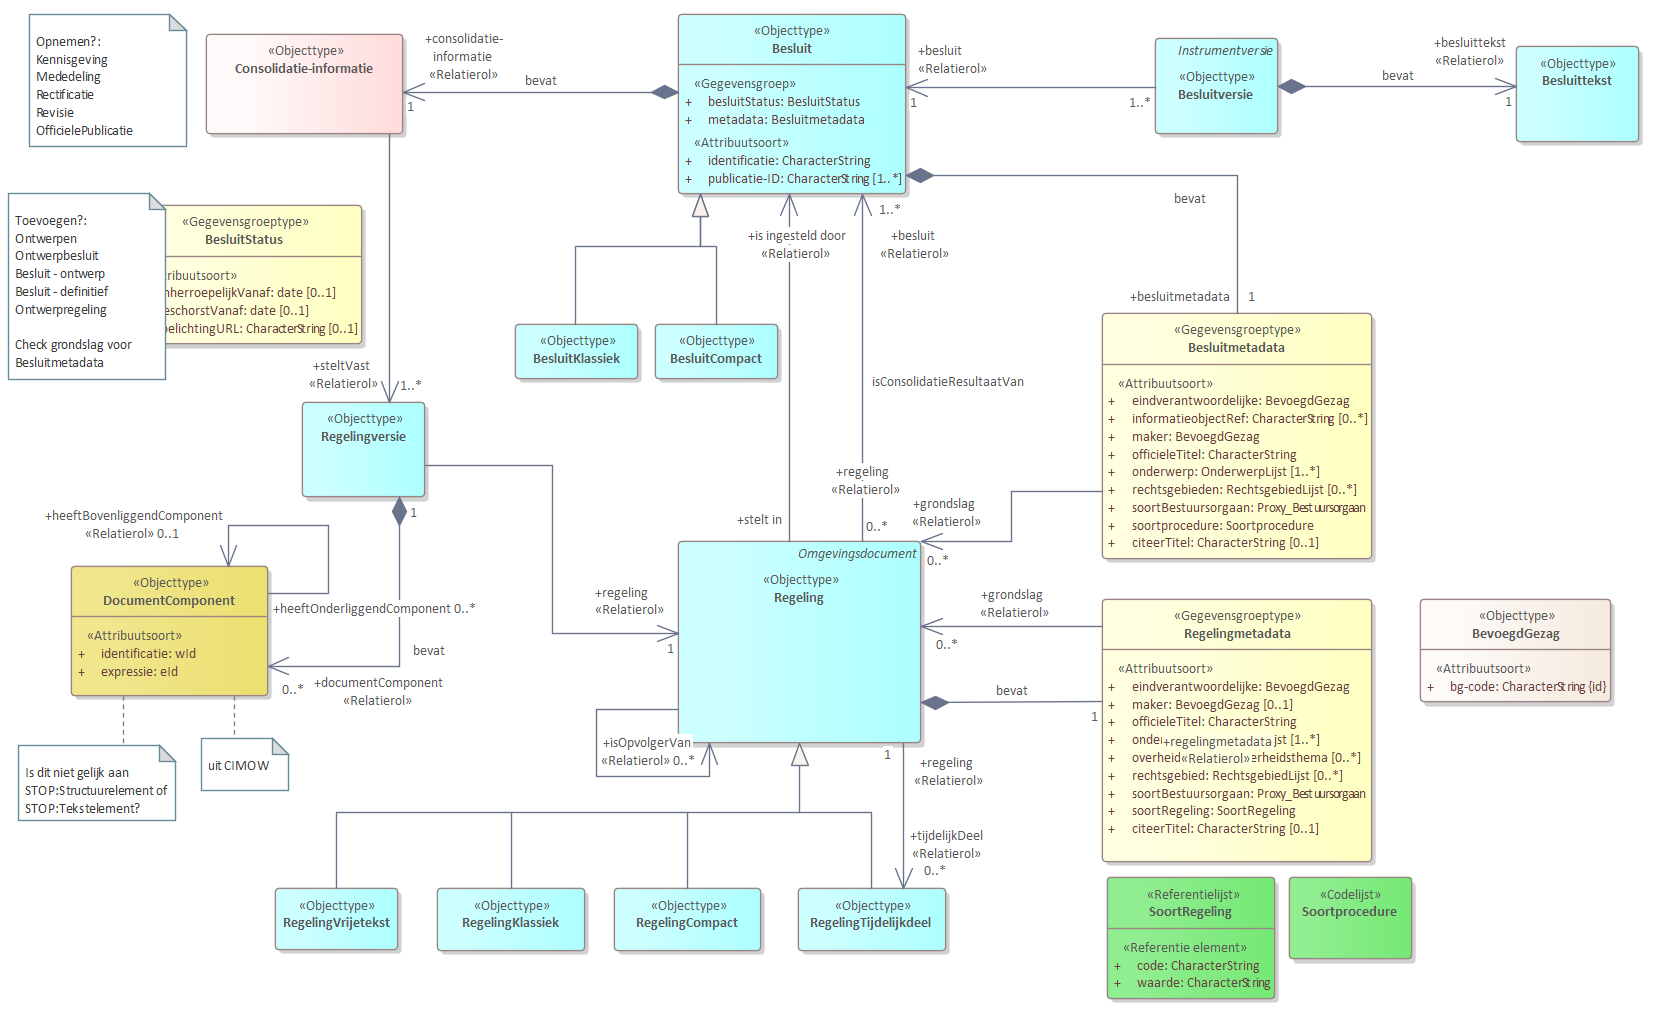 Opnemen?:
Kennisgeving
Mededeling
Rectificatie
Revisie
OfficielePublicatie
«Objecttype»
Consolidatie-informatie
+consolidatie-
informatie
«Relatierol»
1
bevat
«Objecttype»
Besluit
«Gegevensgroep»
+ besluitStatus: BesluitStatus
+ metadata: Besluitmetadata
«Attribuutsoort»
+ identificatie: CharacterString
+ publicatie-ID: CharacterString [1..*]
+besluit
«Relatierol»
1
1..*
Instrumentversie
«Objecttype»
Besluitversie
bevat
+besluittekst
«Relatierol»
1
«Objecttype»
Besluittekst
Toevoegen?:
Ontwerpen
Ontwerpbesluit
Besluit - ontwerp
Besluit - definitief
Ontwerpregeling
Check grondslag voor
Besluitmetadata
«Gegevensgroeptype»
BesluitStatus
ribuutsoort»
nherroepelijkVanaf: date [0..1]
eschorstVanaf: date [0..1]
oelichtingURL: CharacterString [0..1]
bevat
+besluitmetadata
1
+is ingesteld door
«Relatierol»
1..*
+besluit
«Relatierol»
«Objecttype»
BesluitKlassiek
«Objecttype»
BesluitCompact
isConsolidatieResultaatVan
+steltVast
«Relatierol»
1..*
«Objecttype»
Regelingversie
1
«Gegevensgroeptype»
Besluitmetadata
«Attribuutsoort»
+ eindverantwoordelijke: BevoegdGezag
+ informatieobjectRef: CharacterString [0..*]
+ maker: BevoegdGezag
+ officieleTitel: CharacterString
+ onderwerp: OnderwerpLijst [1..*]
+ rechtsgebieden: RechtsgebiedLijst [0..*]
+ soortBestuursorgaan: Proxy_Bestuursorgaan
+ soortprocedure: Soortprocedure
+ citeerTitel: CharacterString [0..1]
+regeling
«Relatierol»
0..*
+stelt in
+grondslag
«Relatierol»
0..*
+heeftBovenliggendComponent
«Relatierol» 0..1
«Objecttype»
DocumentComponent
«Attribuutsoort»
+ identificatie: wId
+ expressie: eId
+heeftOnderliggendComponent 0..*
bevat
0..*
+documentComponent
«Relatierol»
+regeling
«Relatierol»
1
Omgevingsdocument
«Objecttype»
Regeling
+grondslag
«Relatierol»
0..*
bevat
1
«Gegevensgroeptype»
Regelingmetadata
«Attribuutsoort»
+ eindverantwoordelijke: BevoegdGezag
+ maker: BevoegdGezag [0..1]
+ officieleTitel: CharacterString
+ onde +regelingmetadata jst [1..*]
+ overheid «Relatierol» erheidsthema [0..*]
+ rechtsgebied: RechtsgebiedLijst [0..*]
+ soortBestuursorgaan: Proxy_Bestuursorgaan
+ soortRegeling: SoortRegeling
+ citeerTitel: CharacterString [0..1]
«Objecttype»
BevoegdGezag
«Attribuutsoort»
+ bg-code: CharacterString {id}
Is dit niet gelijk aan
STOP:Structuurelement of
STOP:Tekstelement?
uit CIMOW
+isOpvolgerVan
«Relatierol» 0..*
1
+regeling
«Relatierol»
+tijdelijkDeel
«Relatierol»
0..*
«Objecttype»
RegelingVrijetekst
«Objecttype»
RegelingKlassiek
«Objecttype»
RegelingCompact
«Objecttype»
RegelingTijdelijkdeel
«Referentielijst»
SoortRegeling
«Referentie element»
+ code: CharacterString
+ waarde: CharacterString
«Codelijst»
Soortprocedure